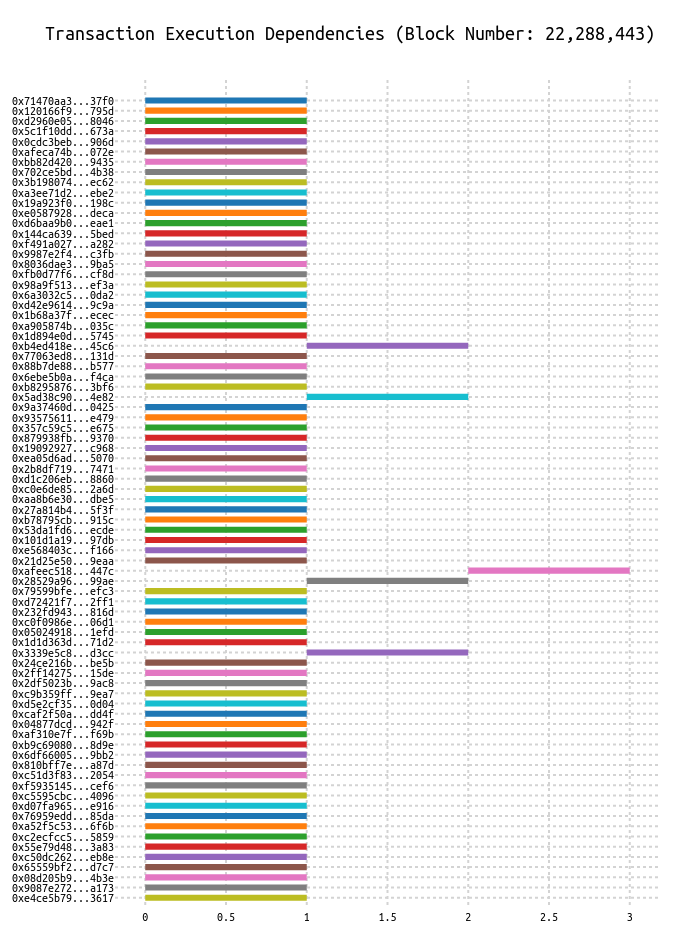 Transaction Execution Dependencies (Block Number: 22,288,443)
0x71470aa3...37f0
0x120166f9...795d
0xd2960e05...8046
0x5c1f10dd...673a
0x0cdc3beb...906d
0xafeca74b...072e
0xbb82d420...9435
0x702ce5bd...4b38
0x3b198074...ec62
0xa3ee71d2...ebe2
0x19a923f0...198c
0xe0587928...deca
0xd6baa9b0...eae1
0x144ca639...5bed
0xf491a027...a282
0x9987e2f4...c3fb
0x8036dae3...9ba5
0xfb0d77f6...cf8d
0x98a9f513...ef3a
0x6a3032c5...0da2
0xd42e9614...9c9a
0x1b68a37f...ecec
0xa905874b...035c
0x1d894e0d...5745
0xb4ed418e...45c6
0x77063ed8...131d
0x88b7de88...b577
0x6ebe5b0a...f4ca
0xb8295876...3bf6
0x5ad38c90...4e82
0x9a37460d...0425
0x93575611...e479
0x357c59c5...e675
0x879938fb...9370
0x19092927...c968
0xea05d6ad...5070
0x2b8df719...7471
0xd1c206eb...8860
0xc0e6de85...2a6d
0xaa8b6e30...dbe5
0x27a814b4...5f3f
0xb78795cb...915c
0x53da1fd6...ecde
0x101d1a19...97db
0xe568403c...f166
0x21d25e50...9eaa
0xafeec518...447c
0x28529a96...99ae
0x79599bfe...efc3
0xd72421f7...2ff1
0x232fd943...816d
0xc0f0986e...06d1
0x05024918...1efd
0x1d1d363d...71d2
0x3339e5c8...d3cc
0x24ce216b...be5b
0x2ff14275...15de
0x2df5023b...9ac8
0xc9b359ff...9ea7
0xd5e2cf35...0d04
0xcaf2f50a...dd4f
0x04877dcd...942f
0xaf310e7f...f69b
0xb9c69080...8d9e
0x6df66005...9bb2
0x810bff7e...a87d
0xc51d3f83...2054
0xf5935145...cef6
0xc5595cbc...4096
0xd07fa965...e916
0x76959edd...85da
0xa52f5c53...6f6b
0xc2ecfcc5...5859
0x55e79d48...3a83
0xc50dc262...eb8e
0x65559bf2...d7c7
0x08d205b9...4b3e
0x9087e272...a173
0xe4ce5b79...3617
0 0.5 1 1.5 2 2.5 3